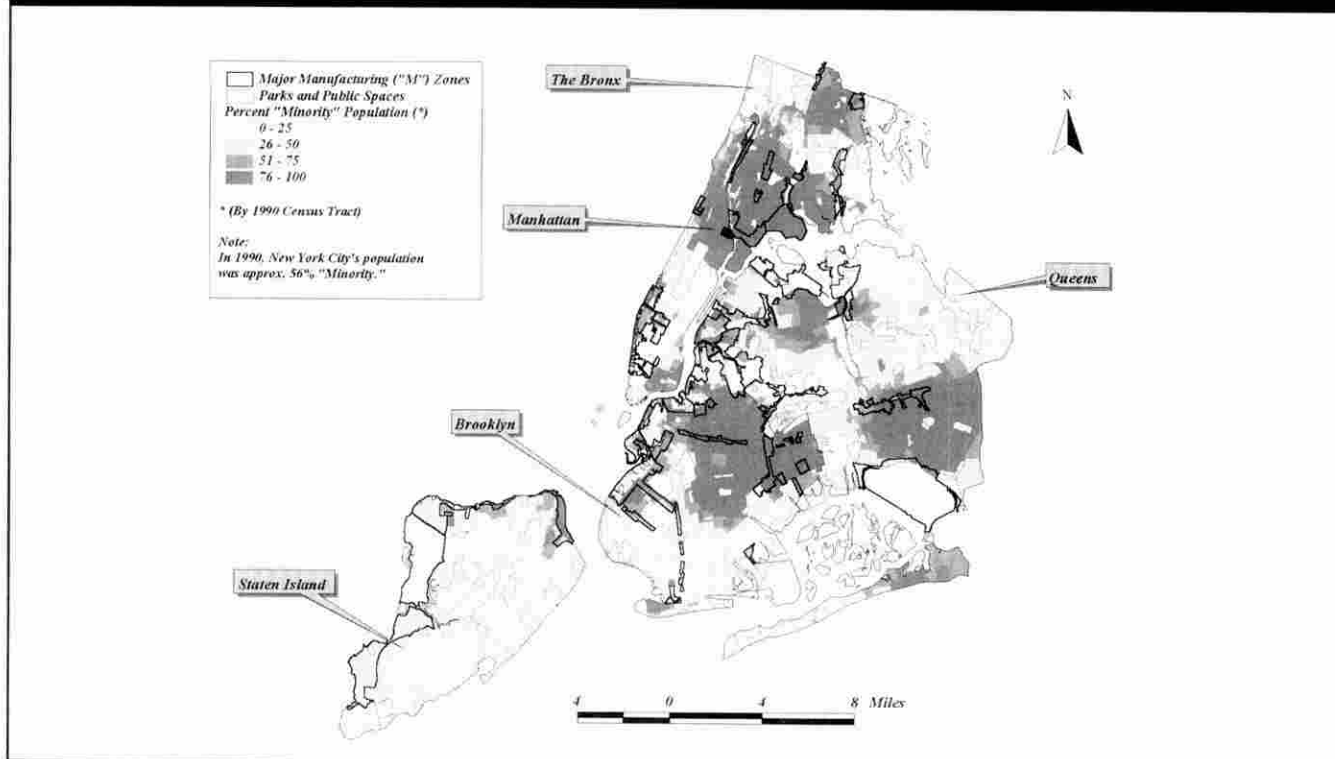 Major Manufacturing ("M") Zones
Parks and Public Spaces
Percent "Minority" Population (*)
0 - 25
26 - 50
51 - 75
76 - 100
* (By 1990 Census Tract)
Note:
In 1990, New York City's population
was approx. 56% "Minority."
The Bronx
N
Manhattan
Queens
Brooklyn
Staten Island
4 0 4 8 Miles